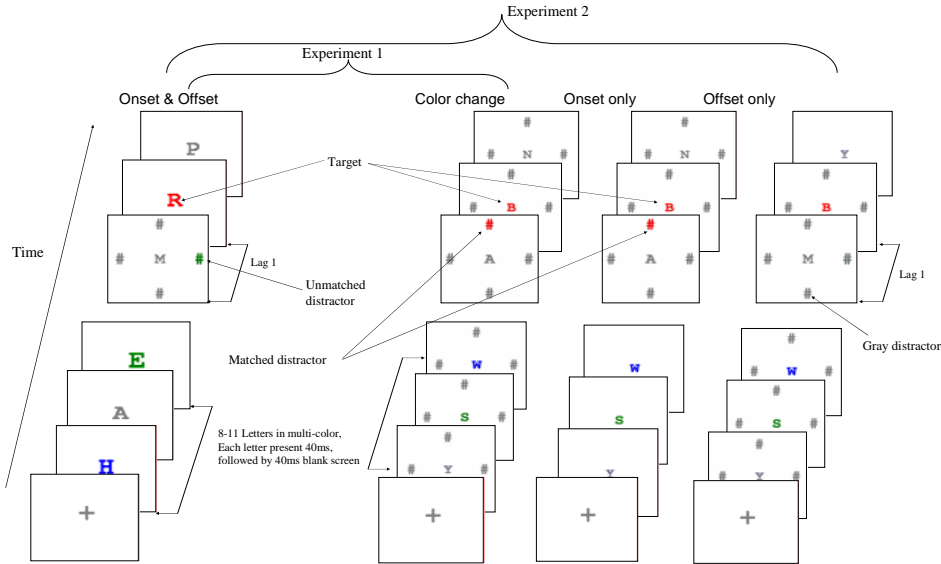 Experiment 2
Experiment 1
Onset & Offset
Color change
Onset only
Offset only
P
# N #
#
# N #
#
Y
Target
R
#
# B #
#
# B #
#
# B #
Time
#
# M #
#
Lag 1
#
# A #
#
#
# A #
#
#
# M #
#
Lag 1
Unmatched
distractor
Matched distractor
Gray distractor
E
#
# W #
W
#
# W #
A
#
# S #
S
#
# S #
8-11 Letters in multi-color,
Each letter present 40ms,
followed by 40ms blank screen
H
#
# Y #
Y
#
# Y #
+
+
+
+